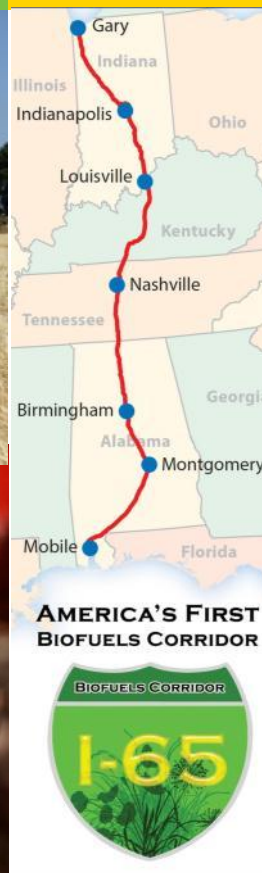 Gary
Indiana
Illinois
Indianapolis
Ohio
Louisville
Kentucky
Nashville
Tennessee
Georgia
Birmingham
Alabama
Montgomery
Mobile
Florida
AMERICA'S FIRST
BIOFUELS CORRIDOR
BIOFUELS CORRIDOR
I-65